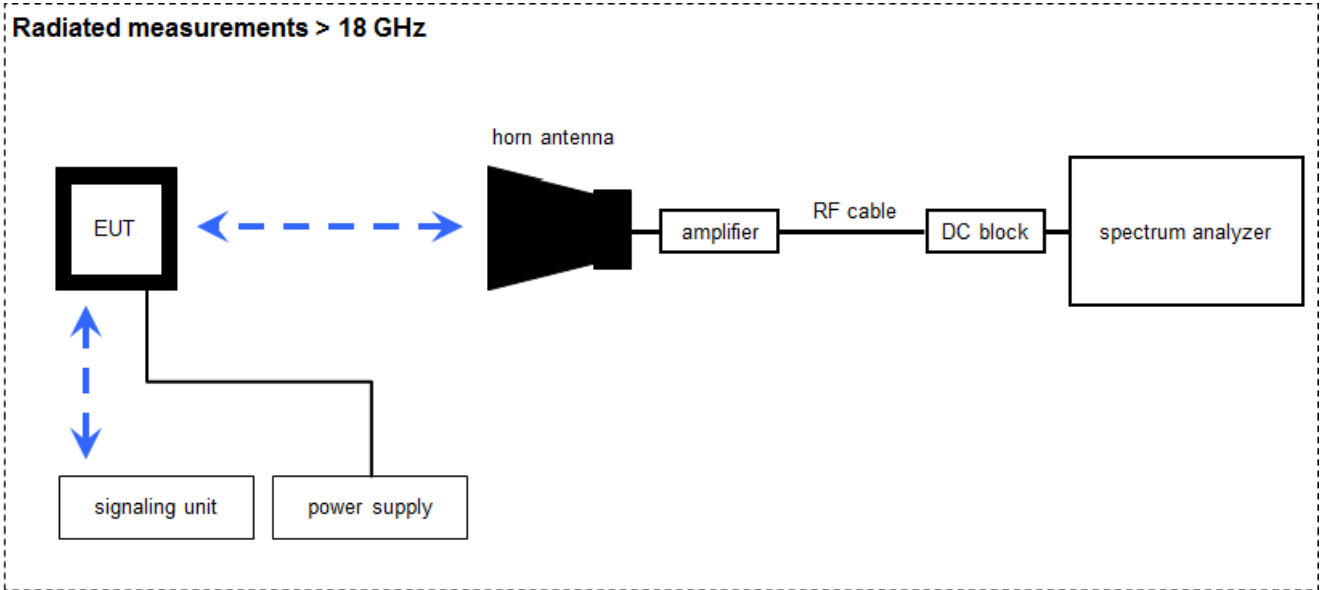 Radiated measurements > 18 GHz
horn antenna
EUT
amplifier
RF cable
DC block
spectrum analyzer
signaling unit
power supply